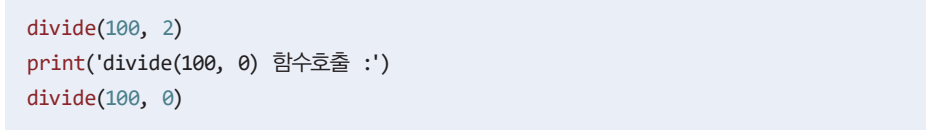 divide(100, 2)
print('divide(100, 0) 함수호출 :')
divide(100, 0)